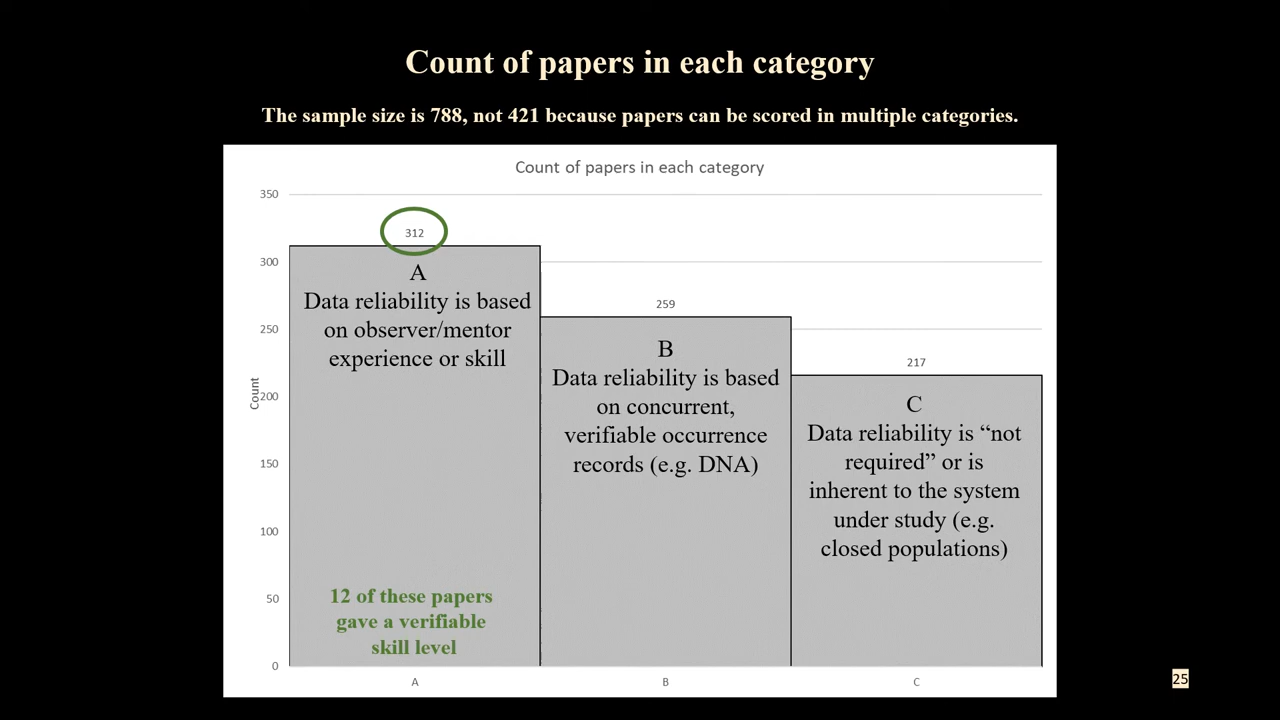 Count of papers in each category
The sample size is 788, not 421 because papers can be scored in multiple categories.
Count of papers in each category
350
300
250
200
150
100
50
0
Count
312
A
Data reliability is based
on observer/mentor
experience or skill
12 of these papers
gave a verifiable
skill level
259
B
Data reliability is based
on concurrent,
verifiable occurrence
records (e.g. DNA)
217
C
Data reliability is “not
required” or is
inherent to the system
under study (e.g.
closed populations)
A
B
C
25